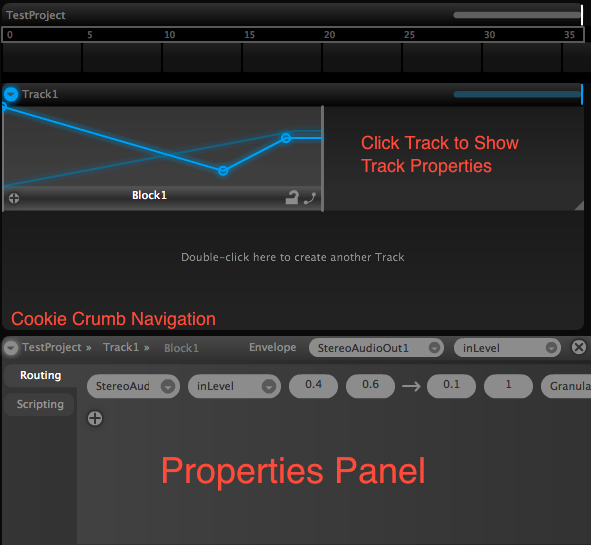 TestProject
0 5 10 15 20 25 30 35
Track1
Click Track to Show
Track Properties
Block1
Double-click here to create another Track
Cookie Crumb Navigation
TestProject » Track1 » Block1 Envelope StereoAudioOut1 inLevel
Routing
StereoAud inLevel 0.4 0.6 → 0.1 1 Granula
Scripting
Properties Panel